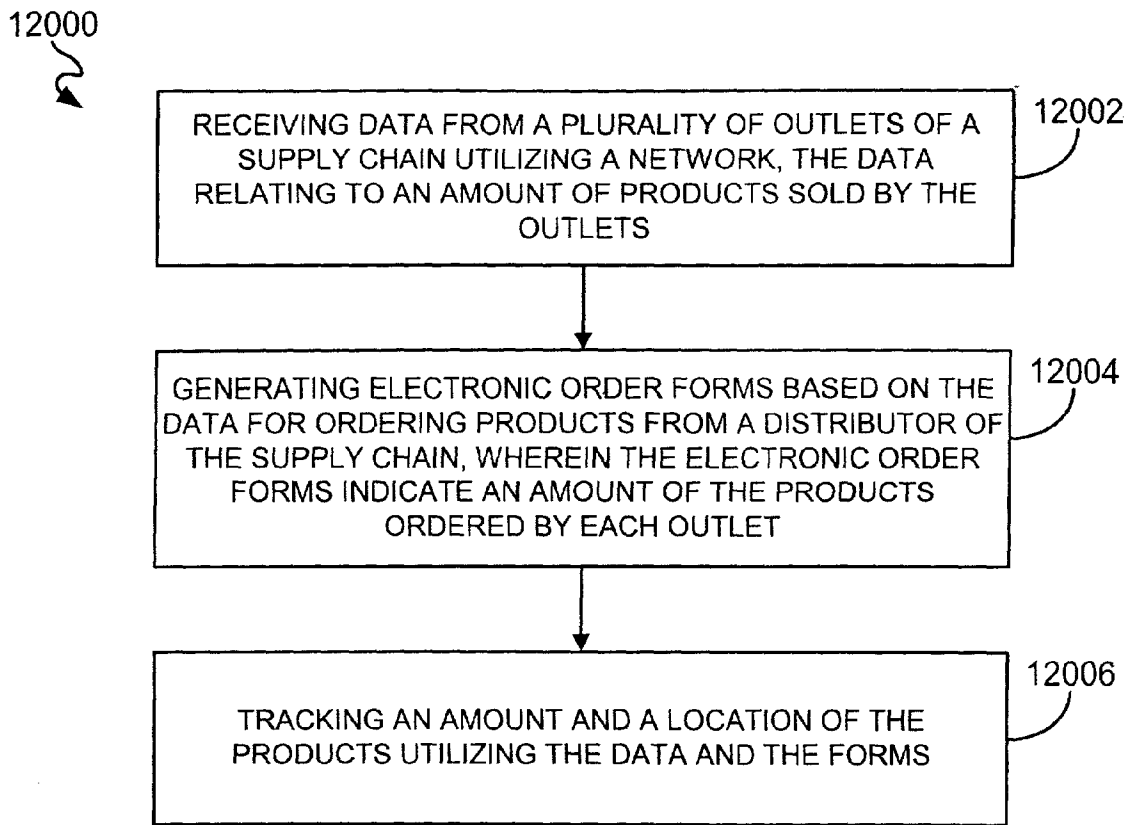 12000
RECEIVING DATA FROM A PLURALITY OF OUTLETS OF A
SUPPLY CHAIN UTILIZING A NETWORK, THE DATA
RELATING TO AN AMOUNT OF PRODUCTS SOLD BY THE
OUTLETS
12002
GENERATING ELECTRONIC ORDER FORMS BASED ON THE
DATA FOR ORDERING PRODUCTS FROM A DISTRIBUTOR OF
THE SUPPLY CHAIN, WHEREIN THE ELECTRONIC ORDER
FORMS INDICATE AN AMOUNT OF THE PRODUCTS
ORDERED BY EACH OUTLET
12004
TRACKING AN AMOUNT AND A LOCATION OF THE
PRODUCTS UTILIZING THE DATA AND THE FORMS
12006